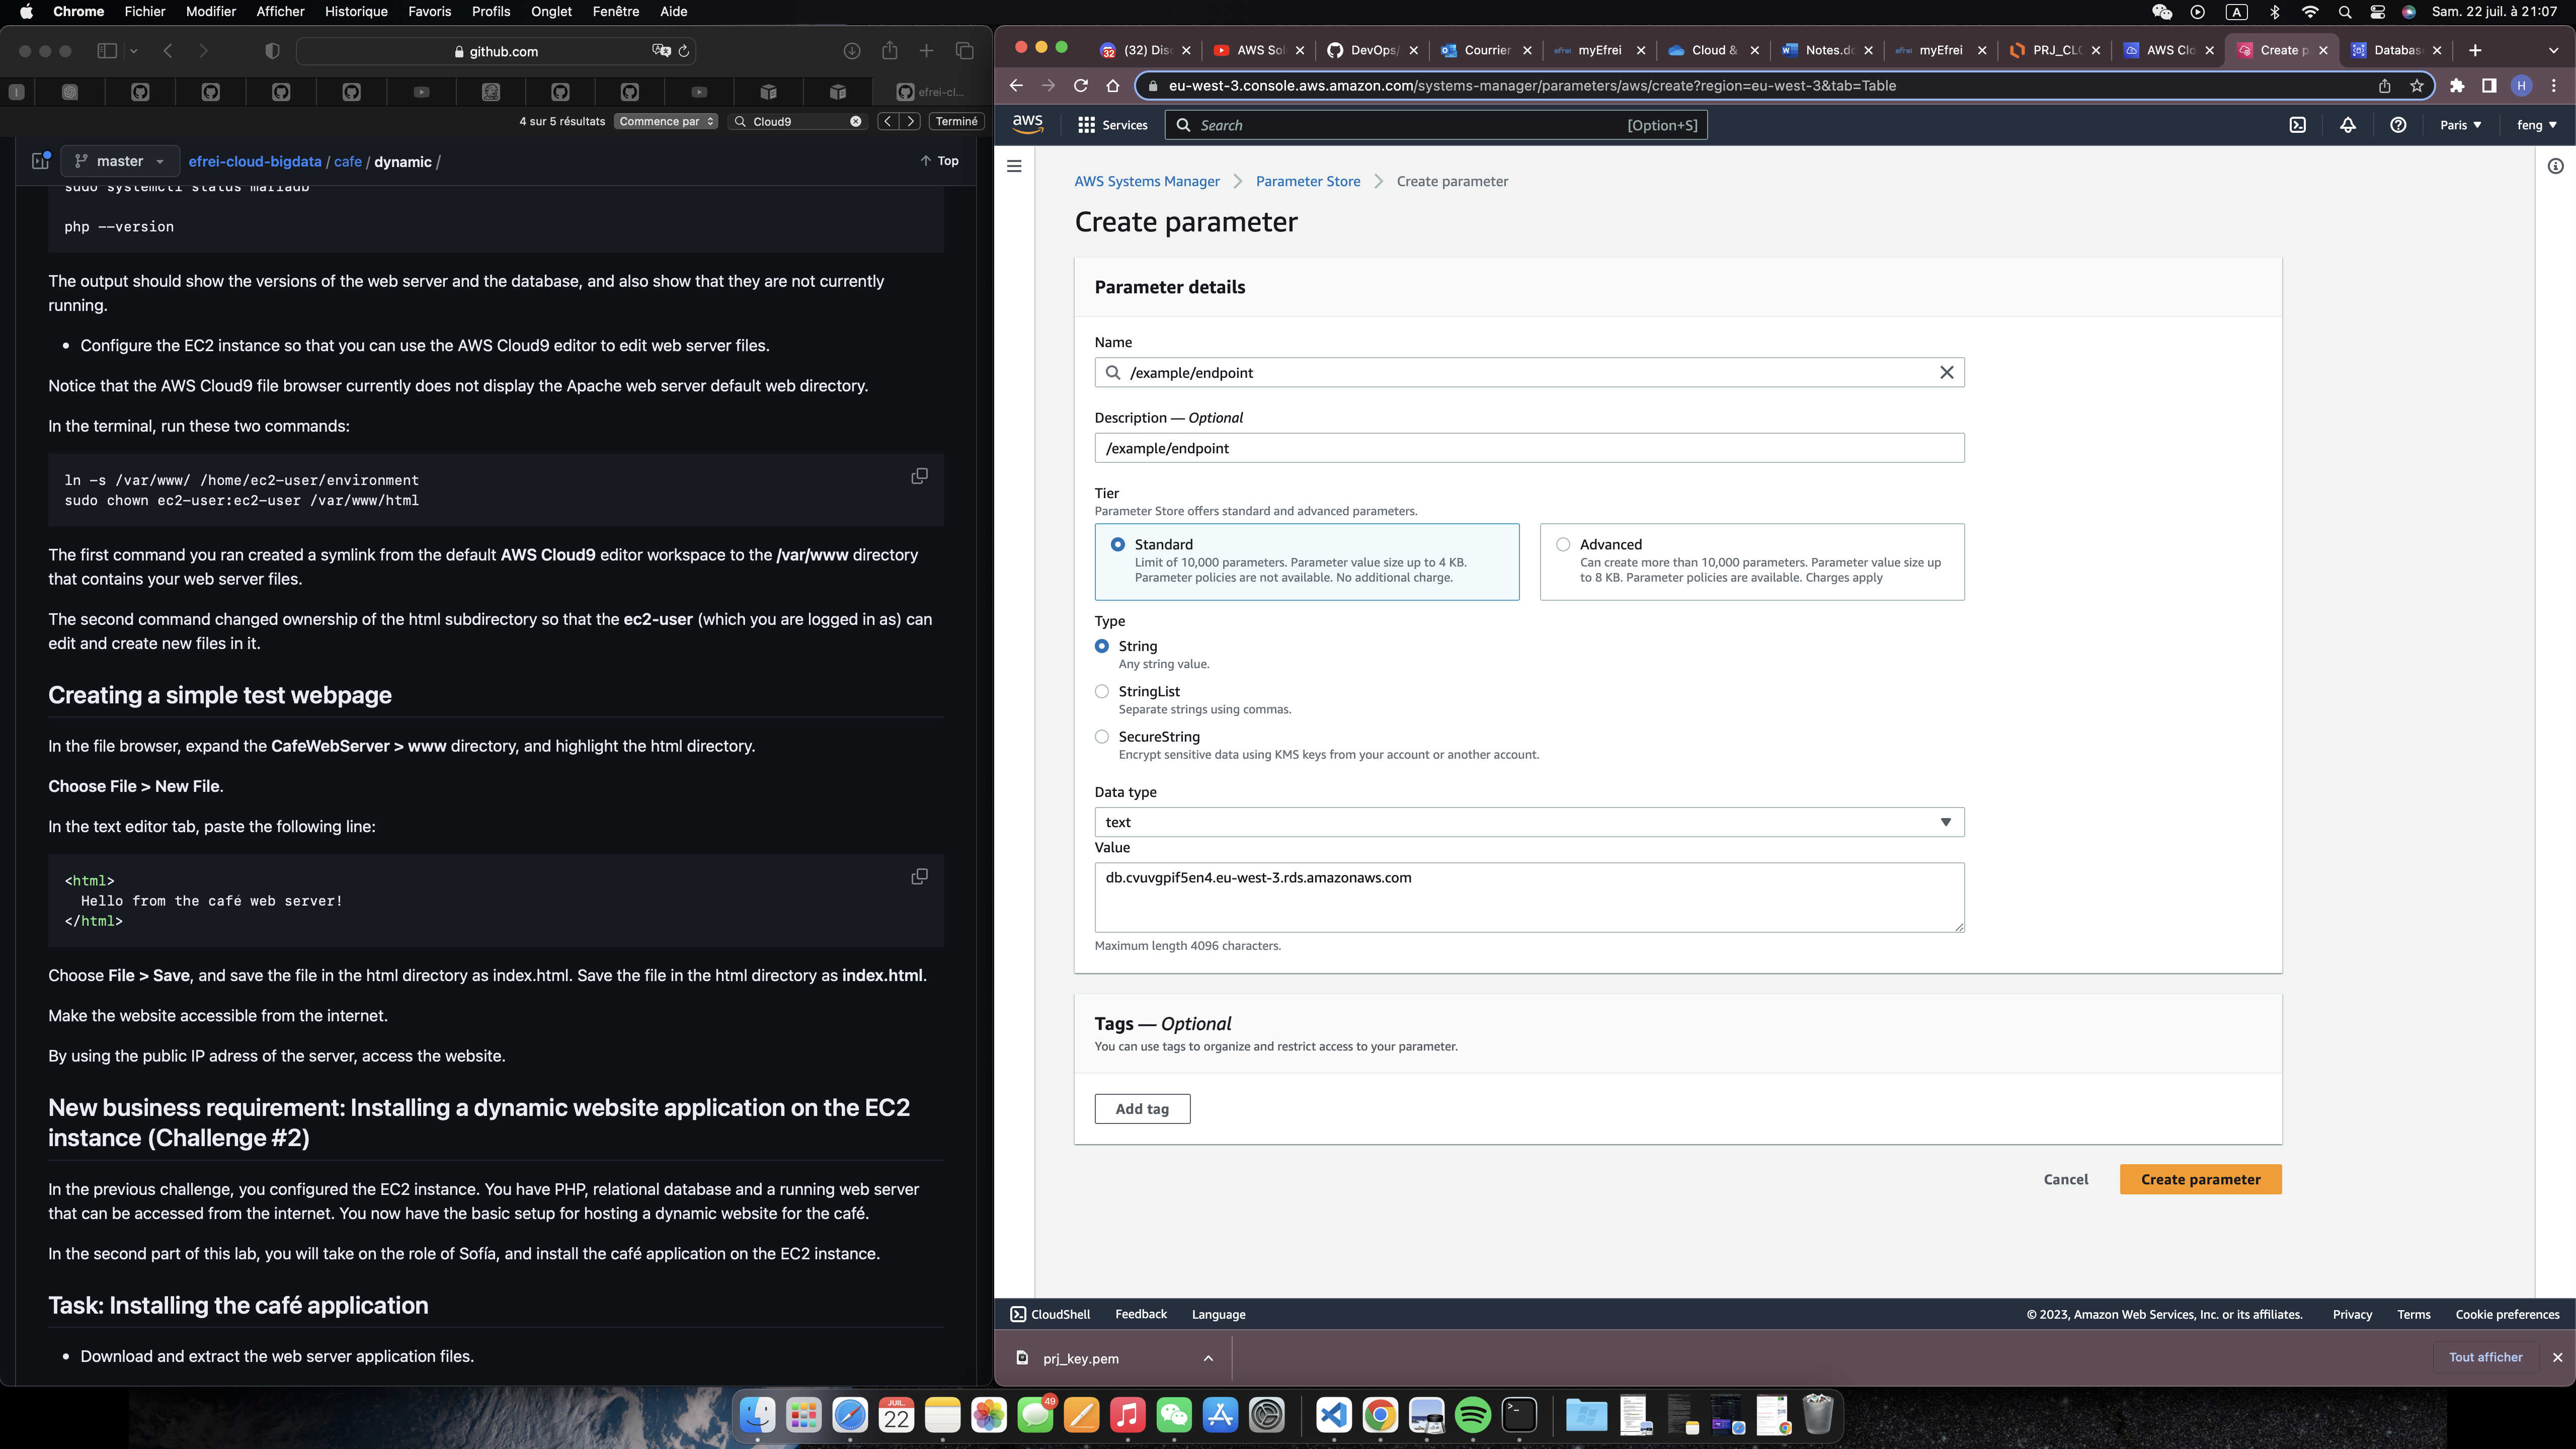 Chrome Fichier Modifier Afficher Historique Favoris Profils Onglet Fenêtre Aide
A Sam. 22 juil. à 21:07
github.com
efrei-cl...
4 sur 5 résultats Commence par Cloud9 Terminé
master efrei-cloud-bigdata / cafe / dynamic / Top
sudo systemctl status mariadb
php --version
The output should show the versions of the web server and the database, and also show that they are not currently
running.
• Configure the EC2 instance so that you can use the AWS Cloud9 editor to edit web server files.
Notice that the AWS Cloud9 file browser currently does not display the Apache web server default web directory.
In the terminal, run these two commands:
ln -s /var/www/ /home/ec2-user/environment
sudo chown ec2-user:ec2-user /var/www/html
The first command you ran created a symlink from the default AWS Cloud9 editor workspace to the /var/www directory
that contains your web server files.
The second command changed ownership of the html subdirectory so that the ec2-user (which you are logged in as) can
edit and create new files in it.
Creating a simple test webpage
In the file browser, expand the CafeWebServer > www directory, and highlight the html directory.
Choose File > New File.
In the text editor tab, paste the following line:
<html>
Hello from the café web server!
</html>
Choose File > Save, and save the file in the html directory as index.html. Save the file in the html directory as index.html.
Make the website accessible from the internet.
By using the public IP adress of the server, access the website.
New business requirement: Installing a dynamic website application on the EC2
instance (Challenge #2)
In the previous challenge, you configured the EC2 instance. You have PHP, relational database and a running web server
that can be accessed from the internet. You now have the basic setup for hosting a dynamic website for the café.
In the second part of this lab, you will take on the role of Sofía, and install the café application on the EC2 instance.
Task: Installing the café application
• Download and extract the web server application files.
32 (32) Disc AWS Sol DevOps/ Courrier efrei myEfrei Cloud & Notes.do efrei myEfrei PRJ_CLO AWS Clo Create p Databas
eu-west-3.console.aws.amazon.com/systems-manager/parameters/aws/create?region=eu-west-3&tab=Table H
aws Services Search [Option+S] Paris ▼ feng ▼
AWS Systems Manager > Parameter Store > Create parameter
Create parameter
Parameter details
Name
/example/endpoint
Description — Optional
/example/endpoint
Tier
Parameter Store offers standard and advanced parameters.
Standard
Limit of 10,000 parameters. Parameter value size up to 4 KB.
Parameter policies are not available. No additional charge.
Advanced
Can create more than 10,000 parameters. Parameter value size up
to 8 KB. Parameter policies are available. Charges apply
Type
String
Any string value.
StringList
Separate strings using commas.
SecureString
Encrypt sensitive data using KMS keys from your account or another account.
Data type
text
Value
db.cvuvgpif5en4.eu-west-3.rds.amazonaws.com
Maximum length 4096 characters.
Tags — Optional
You can use tags to organize and restrict access to your parameter.
Add tag
Cancel Create parameter
CloudShell Feedback Language © 2023, Amazon Web Services, Inc. or its affiliates. Privacy Terms Cookie preferences
prj_key.pem Tout afficher
JUIL. 22 49